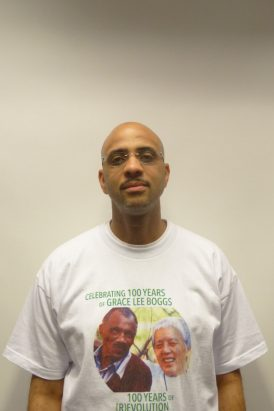 CELEBRATING 100 YEARS
OF GRACE LEE BOGGS
100 YEARS OF
(R)EVOLUTION